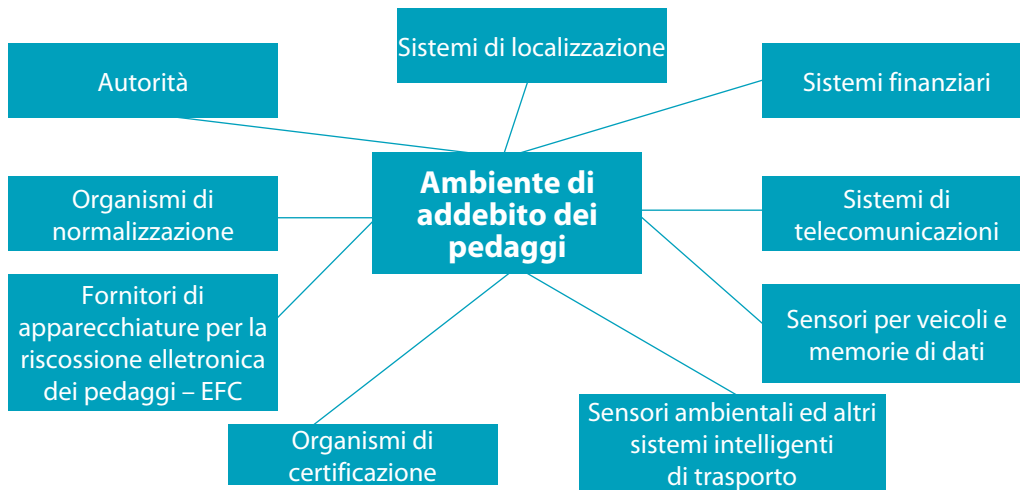 Sistemi di localizzazione
Autorità
Sistemi finanziari
Ambiente di
addebito dei
pedaggi
Organismi di
normalizzazione
Sistemi di
telecomunicazioni
Fornitori di
apparecchiature per la
riscossione elletronica
dei pedaggi – EFC
Sensori per veicoli e
memorie di dati
Organismi di
certificazione
Sensori ambientali ed altri
sistemi intelligenti
di trasporto